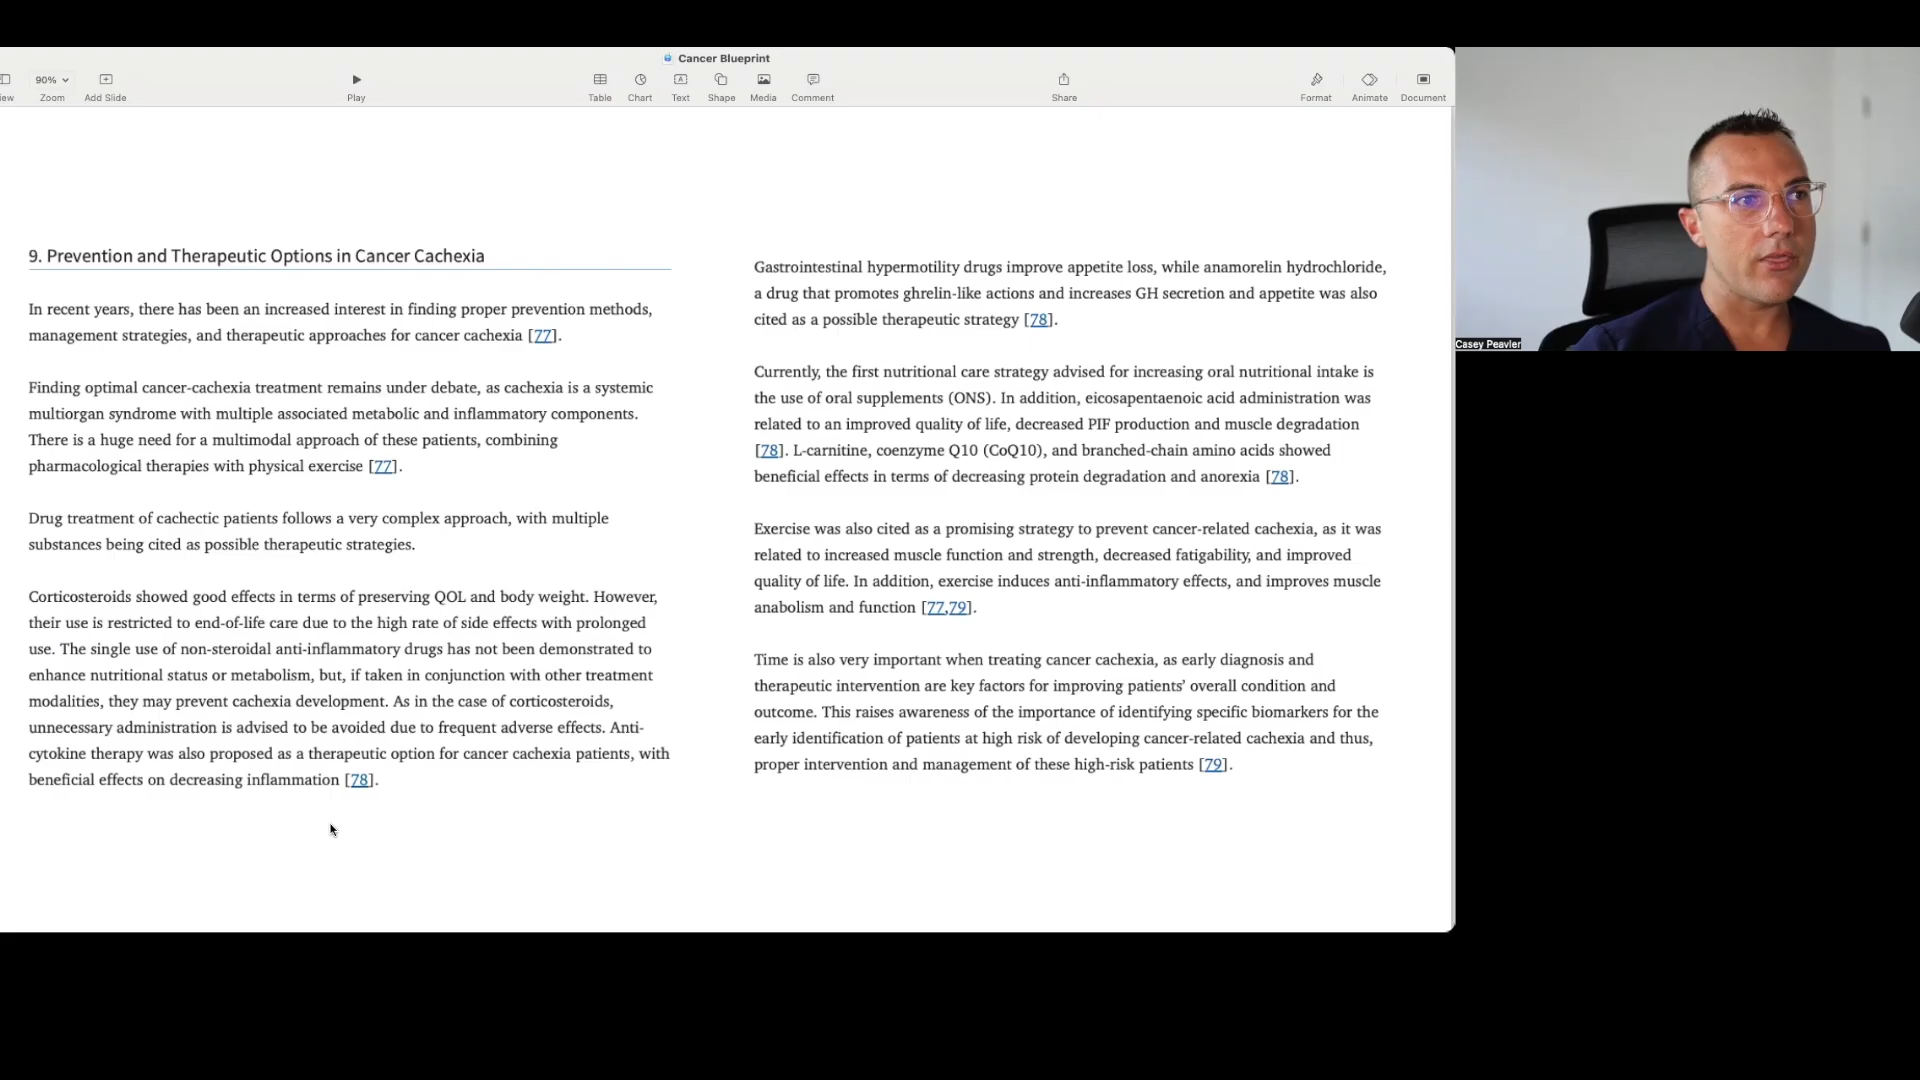 Cancer Blueprint
iew
90%
Zoom
Add Slide
Play
Table
Chart
Text
Shape
Media
Comment
Share
Format
Animate
Document
9. Prevention and Therapeutic Options in Cancer Cachexia
In recent years, there has been an increased interest in finding proper prevention methods,
management strategies, and therapeutic approaches for cancer cachexia [77].
Finding optimal cancer-cachexia treatment remains under debate, as cachexia is a systemic
multiorgan syndrome with multiple associated metabolic and inflammatory components.
There is a huge need for a multimodal approach of these patients, combining
pharmacological therapies with physical exercise [77].
Drug treatment of cachectic patients follows a very complex approach, with multiple
substances being cited as possible therapeutic strategies.
Corticosteroids showed good effects in terms of preserving QOL and body weight. However,
their use is restricted to end-of-life care due to the high rate of side effects with prolonged
use. The single use of non-steroidal anti-inflammatory drugs has not been demonstrated to
enhance nutritional status or metabolism, but, if taken in conjunction with other treatment
modalities, they may prevent cachexia development. As in the case of corticosteroids,
unnecessary administration is advised to be avoided due to frequent adverse effects. Anti-
cytokine therapy was also proposed as a therapeutic option for cancer cachexia patients, with
beneficial effects on decreasing inflammation [78].
Gastrointestinal hypermotility drugs improve appetite loss, while anamorelin hydrochloride,
a drug that promotes ghrelin-like actions and increases GH secretion and appetite was also
cited as a possible therapeutic strategy [78].
Currently, the first nutritional care strategy advised for increasing oral nutritional intake is
the use of oral supplements (ONS). In addition, eicosapentaenoic acid administration was
related to an improved quality of life, decreased PIF production and muscle degradation
[78]. L-carnitine, coenzyme Q10 (CoQ10), and branched-chain amino acids showed
beneficial effects in terms of decreasing protein degradation and anorexia [78].
Exercise was also cited as a promising strategy to prevent cancer-related cachexia, as it was
related to increased muscle function and strength, decreased fatigability, and improved
quality of life. In addition, exercise induces anti-inflammatory effects, and improves muscle
anabolism and function [77,79].
Time is also very important when treating cancer cachexia, as early diagnosis and
therapeutic intervention are key factors for improving patients’ overall condition and
outcome. This raises awareness of the importance of identifying specific biomarkers for the
early identification of patients at high risk of developing cancer-related cachexia and thus,
proper intervention and management of these high-risk patients [79].
Casey Peavler